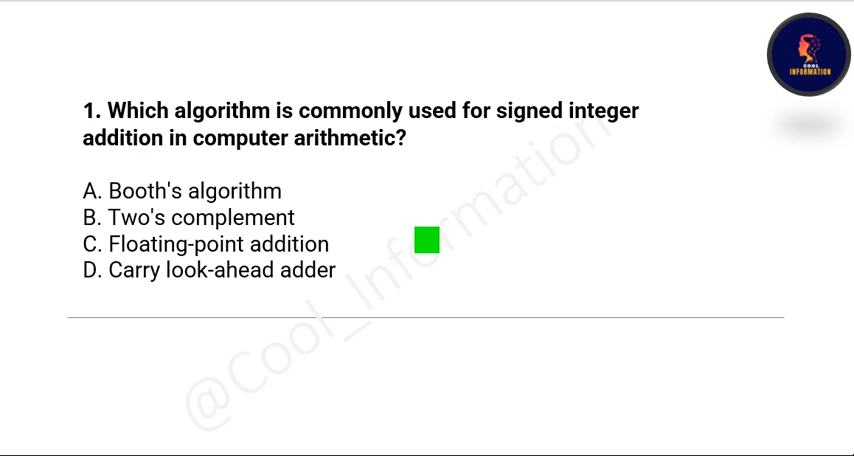 COOL
INFORMATION
1. Which algorithm is commonly used for signed integer
addition in computer arithmetic?
A. Booth's algorithm
B. Two's complement
C. Floating-point addition
D. Carry look-ahead adder
@Cool_Information